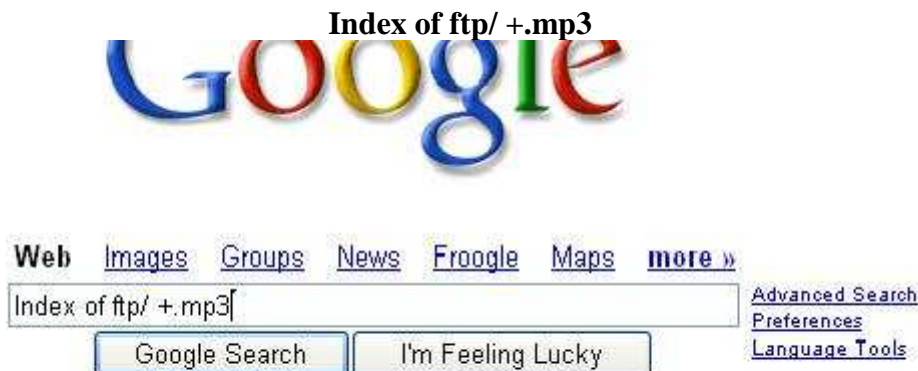 Index of ftp/ +.mp3
Google
Web Images Groups News Froogle Maps more »
Index of ftp/ +.mp3
Advanced Search
Preferences
Language Tools
Google Search I'm Feeling Lucky